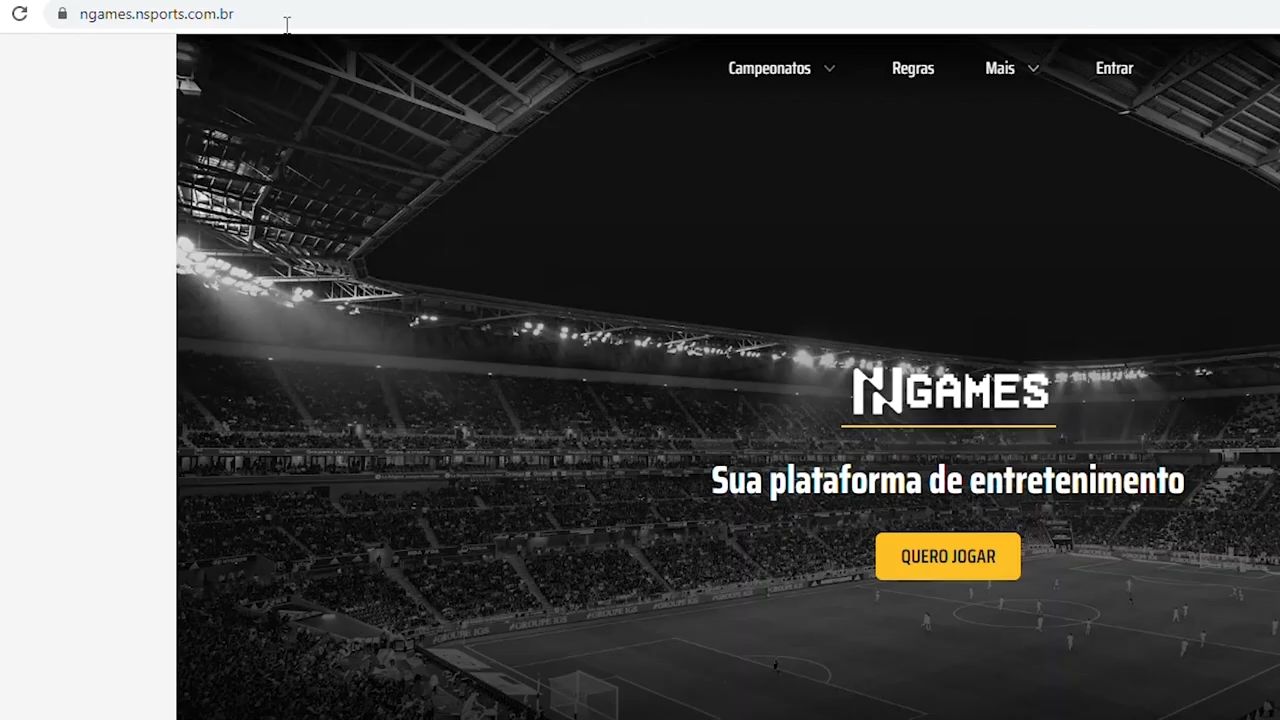 ngames.nsports.com.br
Campeonatos
Regras
Mais
Entrar
NGAMES
Sua plataforma de entretenimento
QUERO JOGAR